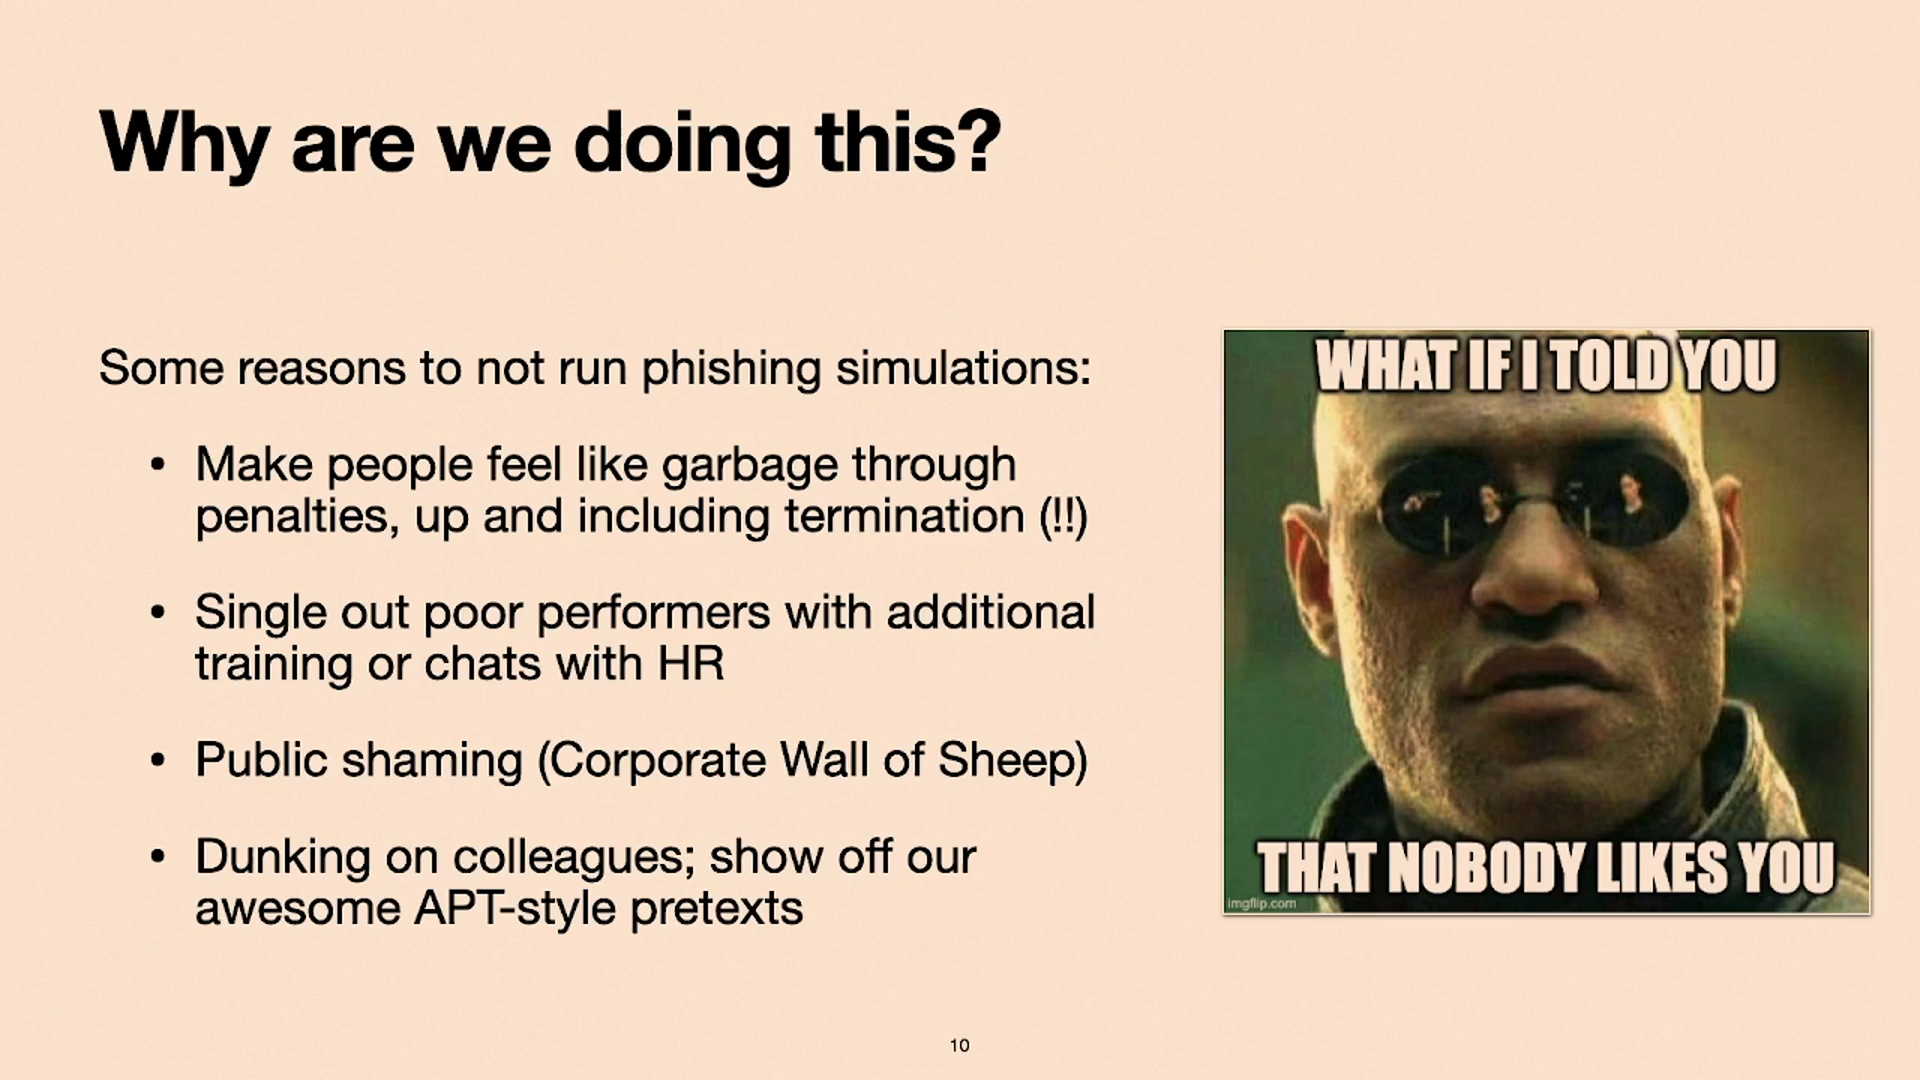 Why are we doing this?
Some reasons to not run phishing simulations:
• Make people feel like garbage through
penalties, up and including termination (!!)
• Single out poor performers with additional
training or chats with HR
• Public shaming (Corporate Wall of Sheep)
• Dunking on colleagues; show off our
awesome APT-style pretexts
WHAT IF I TOLD YOU
THAT NOBODY LIKES YOU
imgflip.com
10